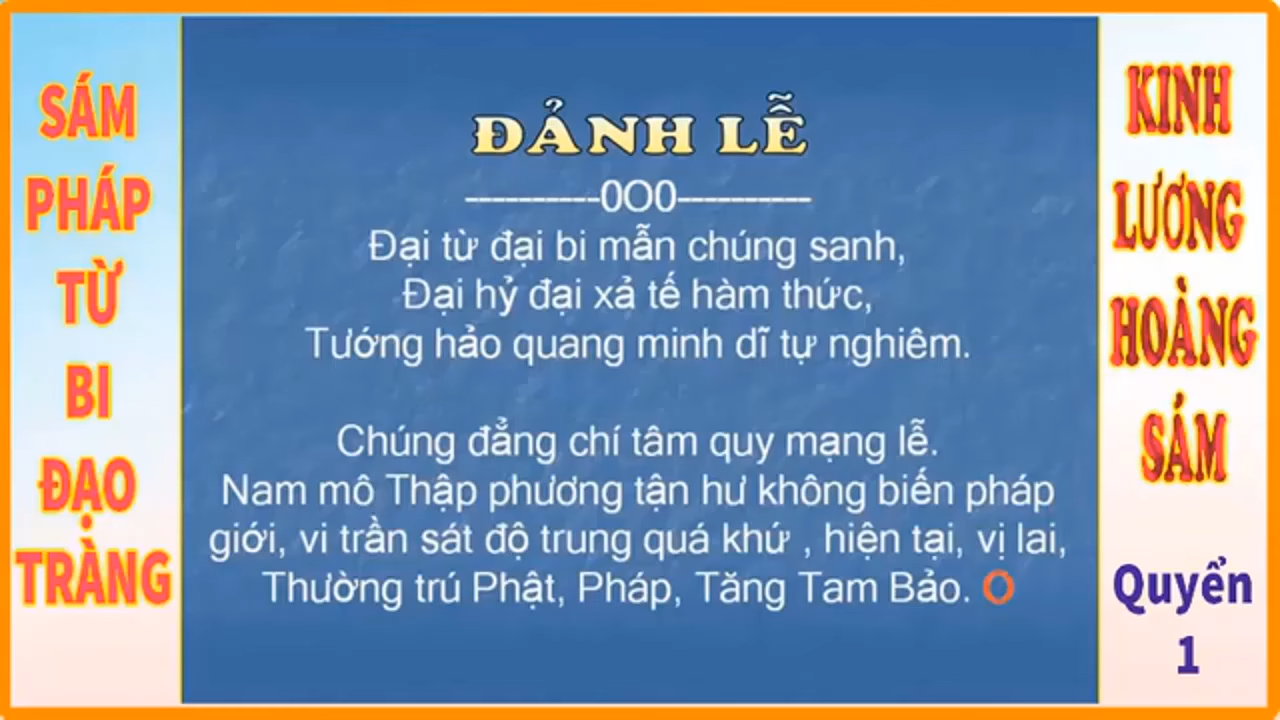 SÁM
PHÁP
TỪ
BI
ĐẠO
TRÀNG
ĐẢNH LỄ
----------0O0----------
Đại từ đại bi mẫn chúng sanh,
Đại hỷ đại xả tế hàm thức,
Tướng hảo quang minh dĩ tự nghiêm.
Chúng đẳng chí tâm quy mạng lễ.
Nam mô Thập phương tận hư không biến pháp
giới, vi trần sát độ trung quá khứ , hiện tại, vị lai,
Thường trú Phật, Pháp, Tăng Tam Bảo. O
KINH
LƯƠNG
HOÀNG
SÁM
Quyển
1